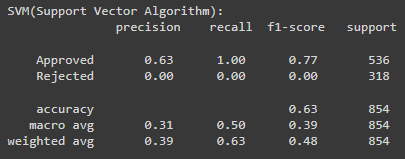 SVM(Support Vector Algorithm):
precision recall f1-score support
Approved 0.63 1.00 0.77 536
Rejected 0.00 0.00 0.00 318
accuracy 0.63 854
macro avg 0.31 0.50 0.39 854
weighted avg 0.39 0.63 0.48 854